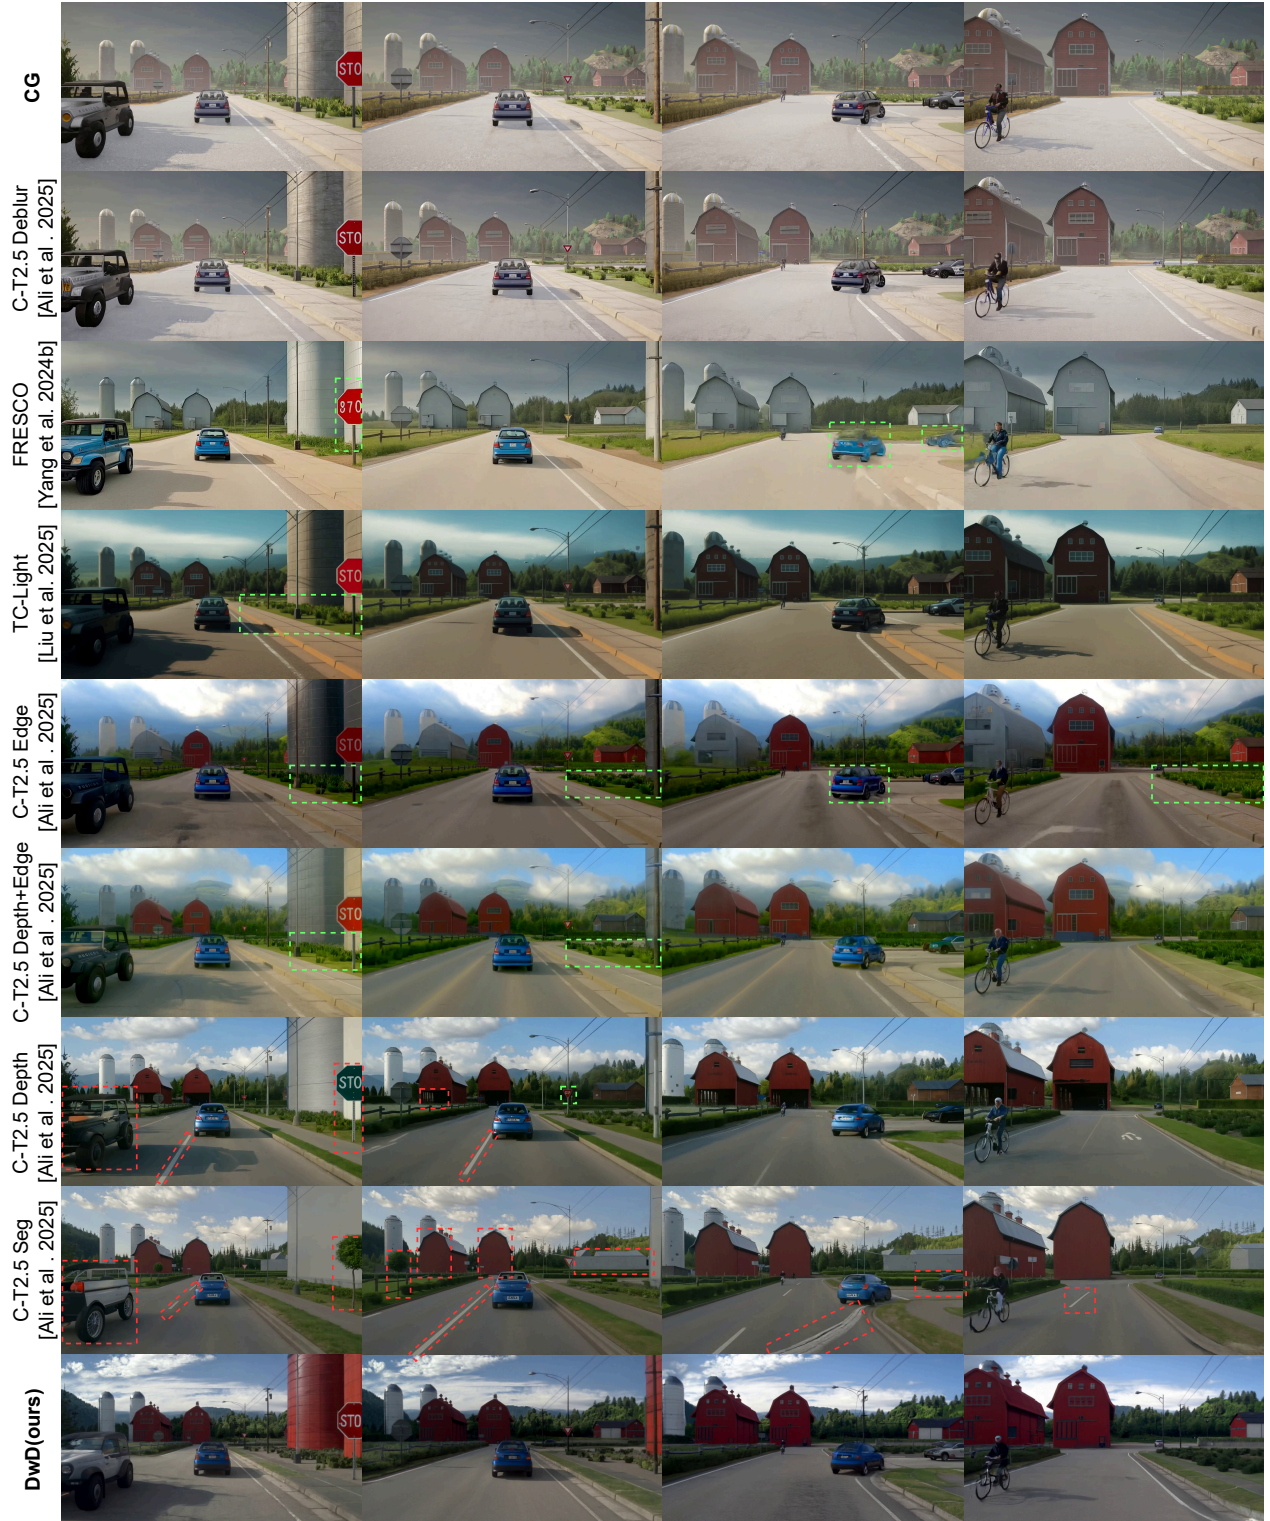 CG
STO
C-T2.5 Deblur
[Ali et al . 2025]
STO
FRESCO
[Yang et al. 2024b]
870
TC-Light
[Liu et al. 2025]
STO
C-T2.5 Edge
[Ali et al . 2025]
STO
C-T2.5 Depth+Edge
[Ali et al . 2025]
STO
C-T2.5 Depth
[Ali et al . 2025]
STO
C-T2.5 Seg
[Ali et al . 2025]
DwD(ours)
STO